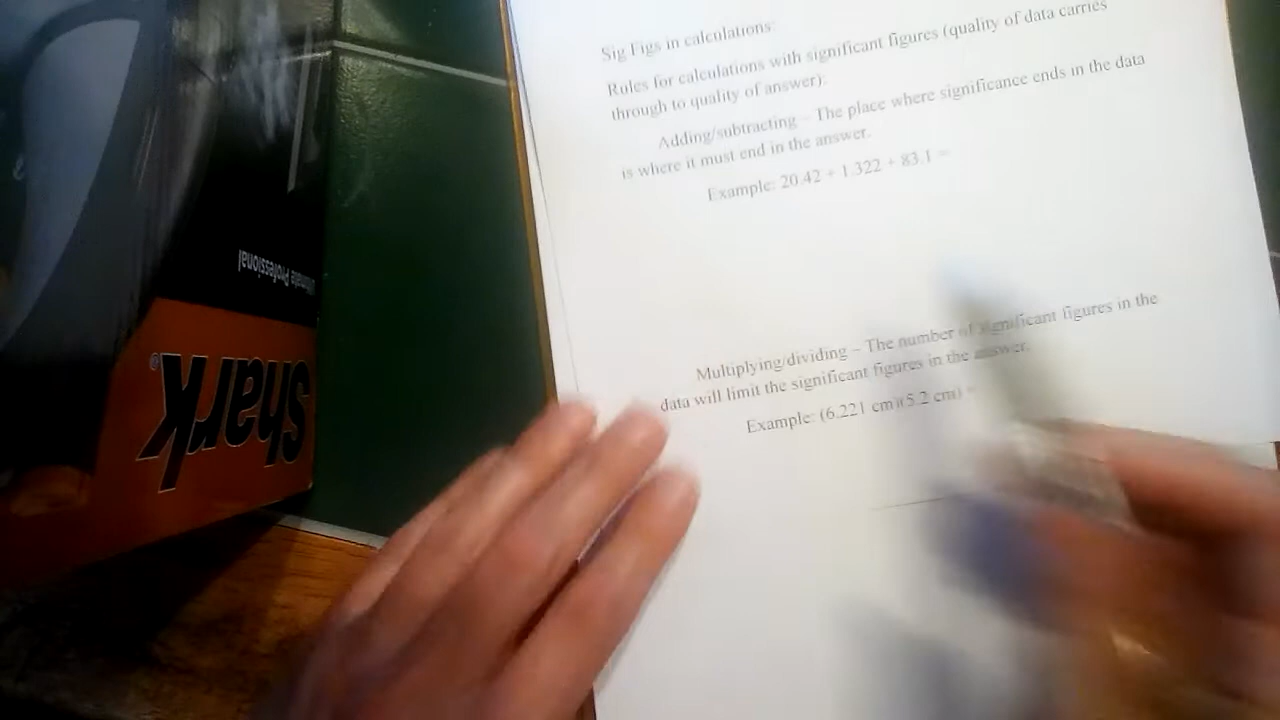 Sig Figs in calculations:
Rules for calculations with significant figures (quality of data carries
through to quality of answer):
Adding/subtracting – The place where significance ends in the data
is where it must end in the answer.
Example: 20.42 + 1.322 + 83.1 =
Multiplying/dividing – The number of significant figures in the
data will limit the significant figures in the answer.
Example: (6.221 cm)(5.2 cm) =
Ultimate Professional
Shark®